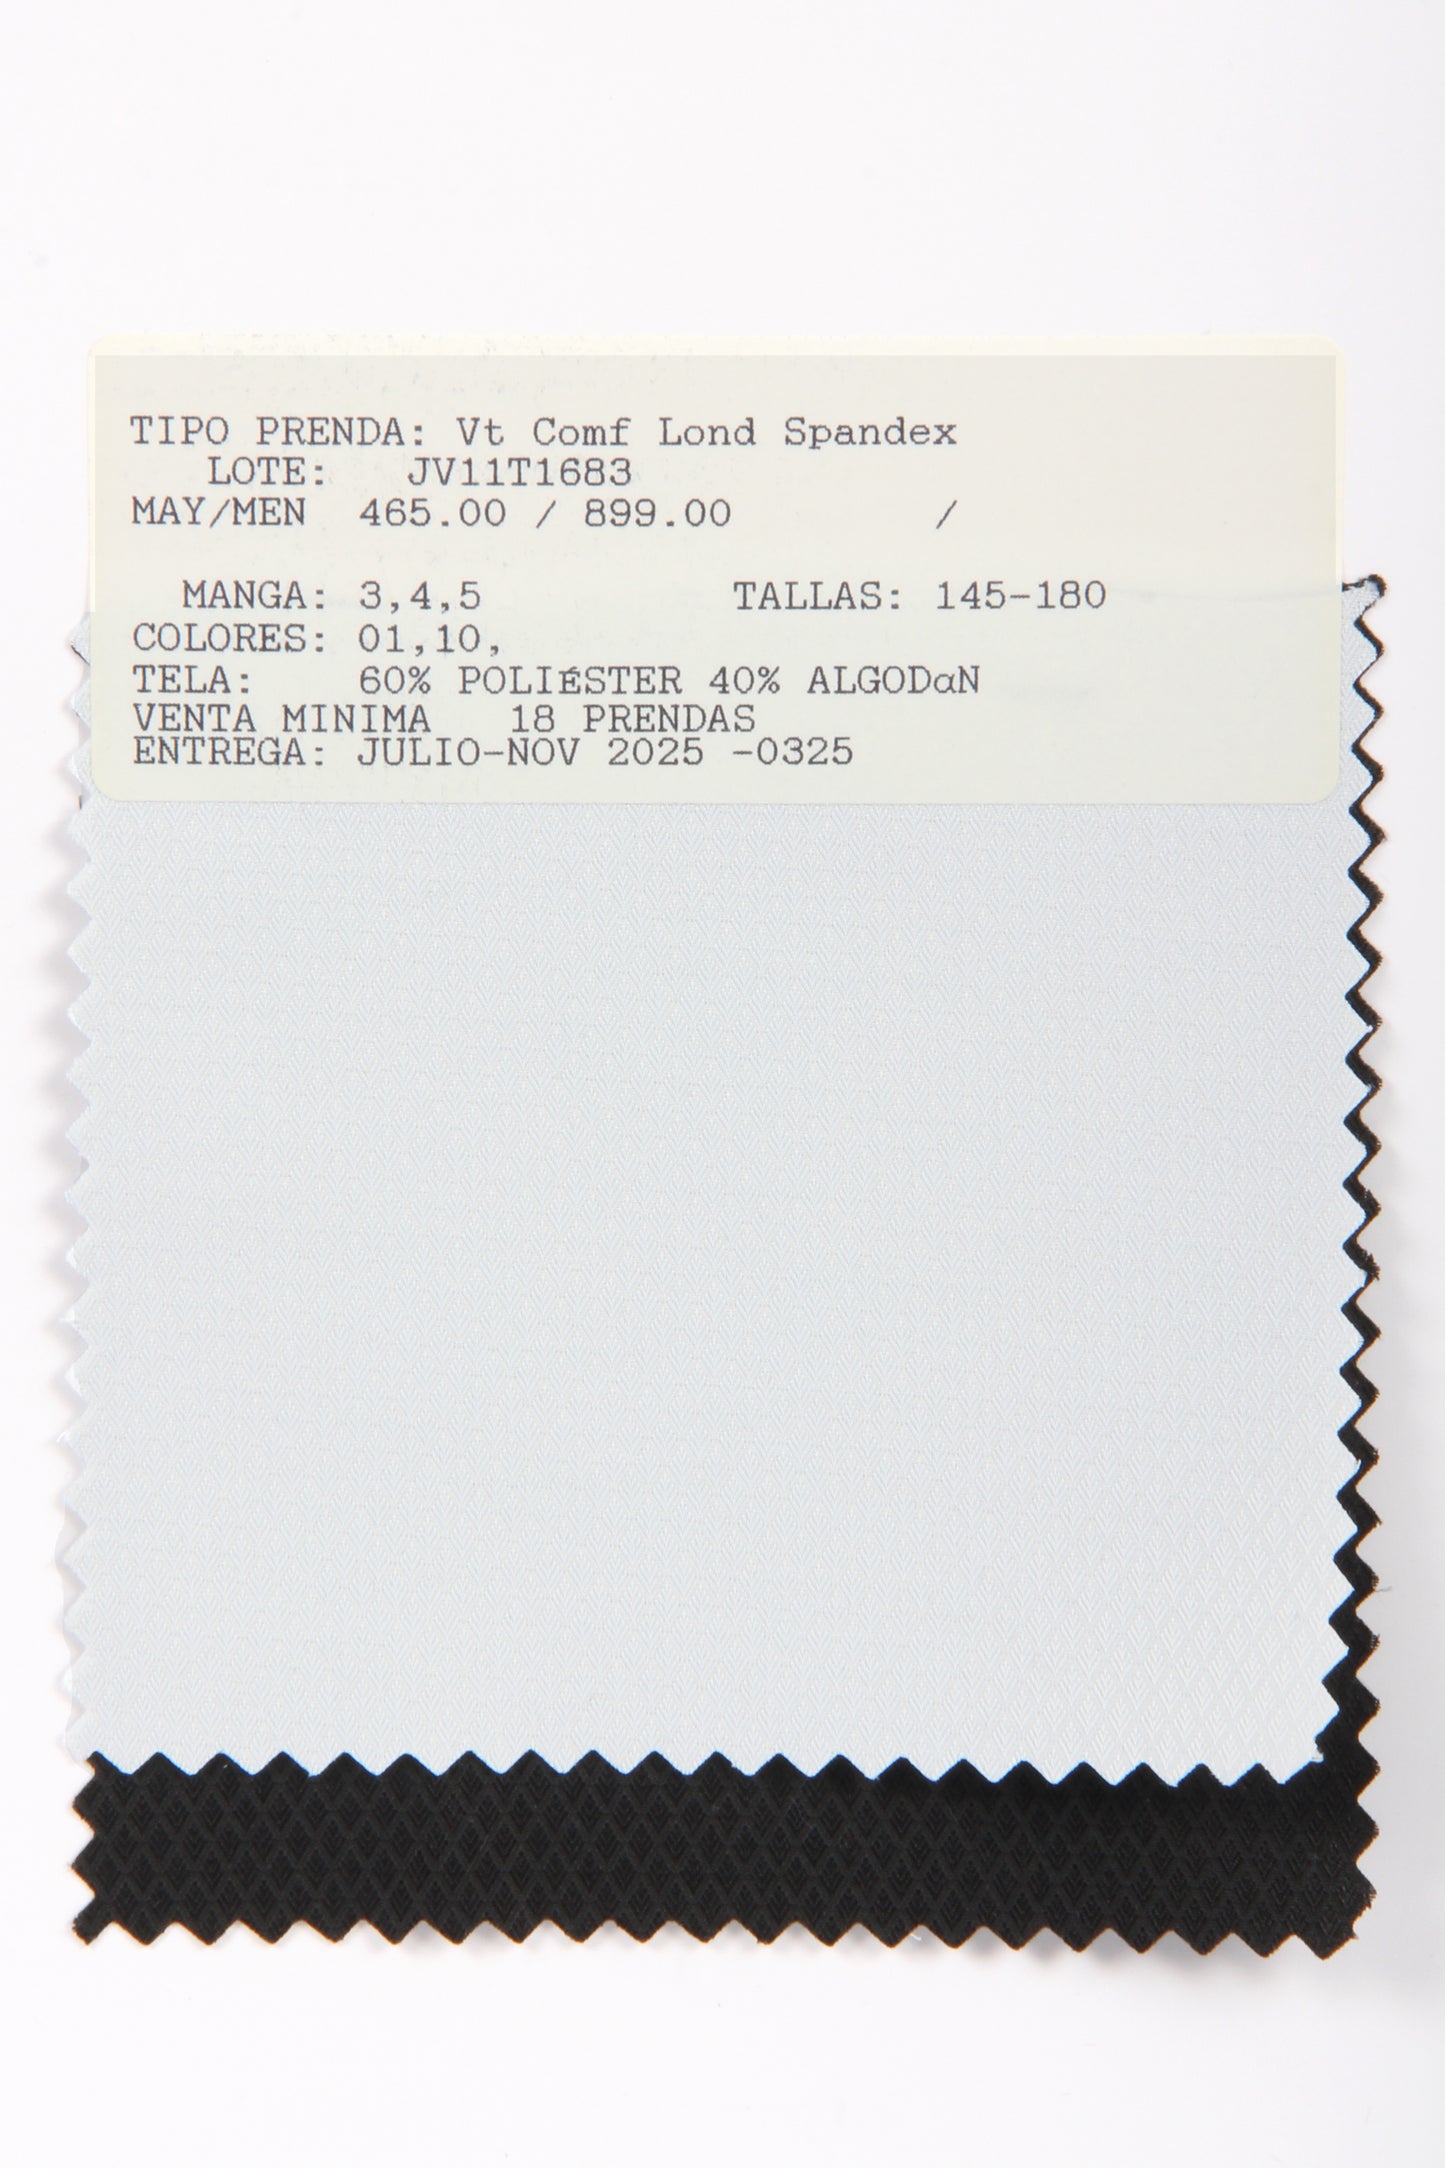 TIPO PRENDA: Vt Comf Lond Spandex
LOTE: JV11T1683
MAY/MEN 465.00 / 899.00 /
MANGA: 3,4,5 TALLAS: 145-180
COLORES: 01,10,
TELA: 60% POLIÉSTER 40% ALGODαN
VENTA MINIMA 18 PRENDAS
ENTREGA: JULIO-NOV 2025 -0325